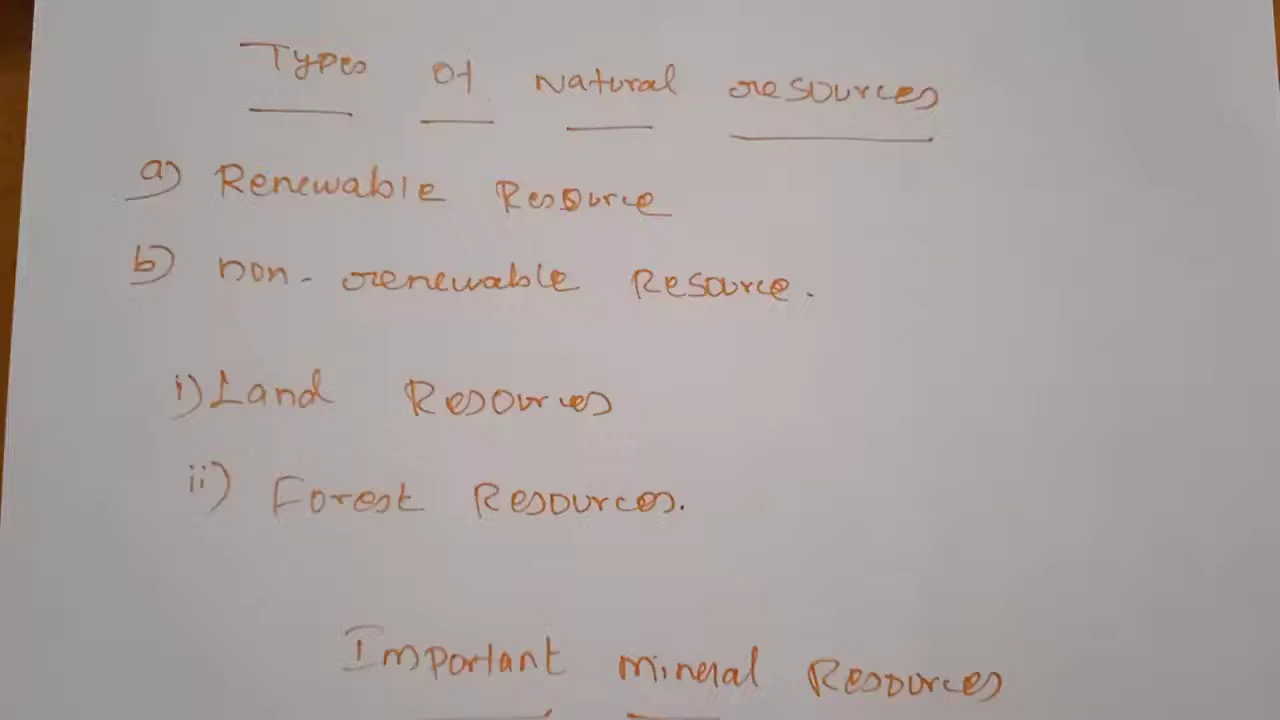 Types of Natural resources
a) Renewable Resource
b) non-renewable Resource.
i) Land Resources
ii) Forest Resources.
Important Mineral Resources